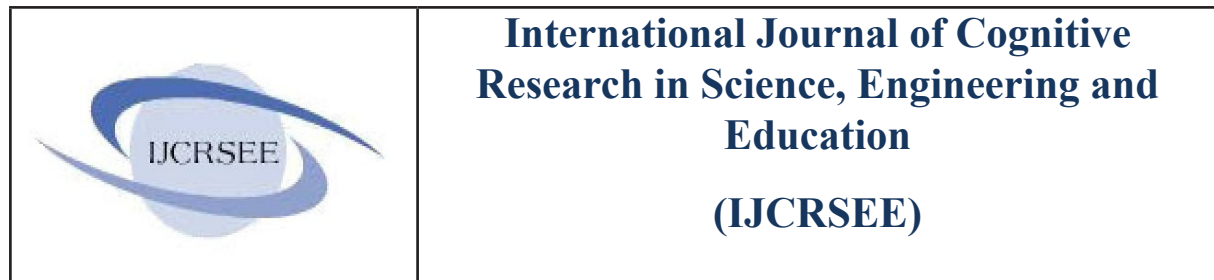 IJCRSEE
International Journal of Cognitive
Research in Science, Engineering and
Education
(IJCRSEE)